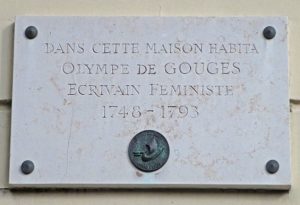 DANS CETTE MAISON HABITA
OLYMPE DE GOUGES
ECRIVAIN FEMINISTE
1748-1793